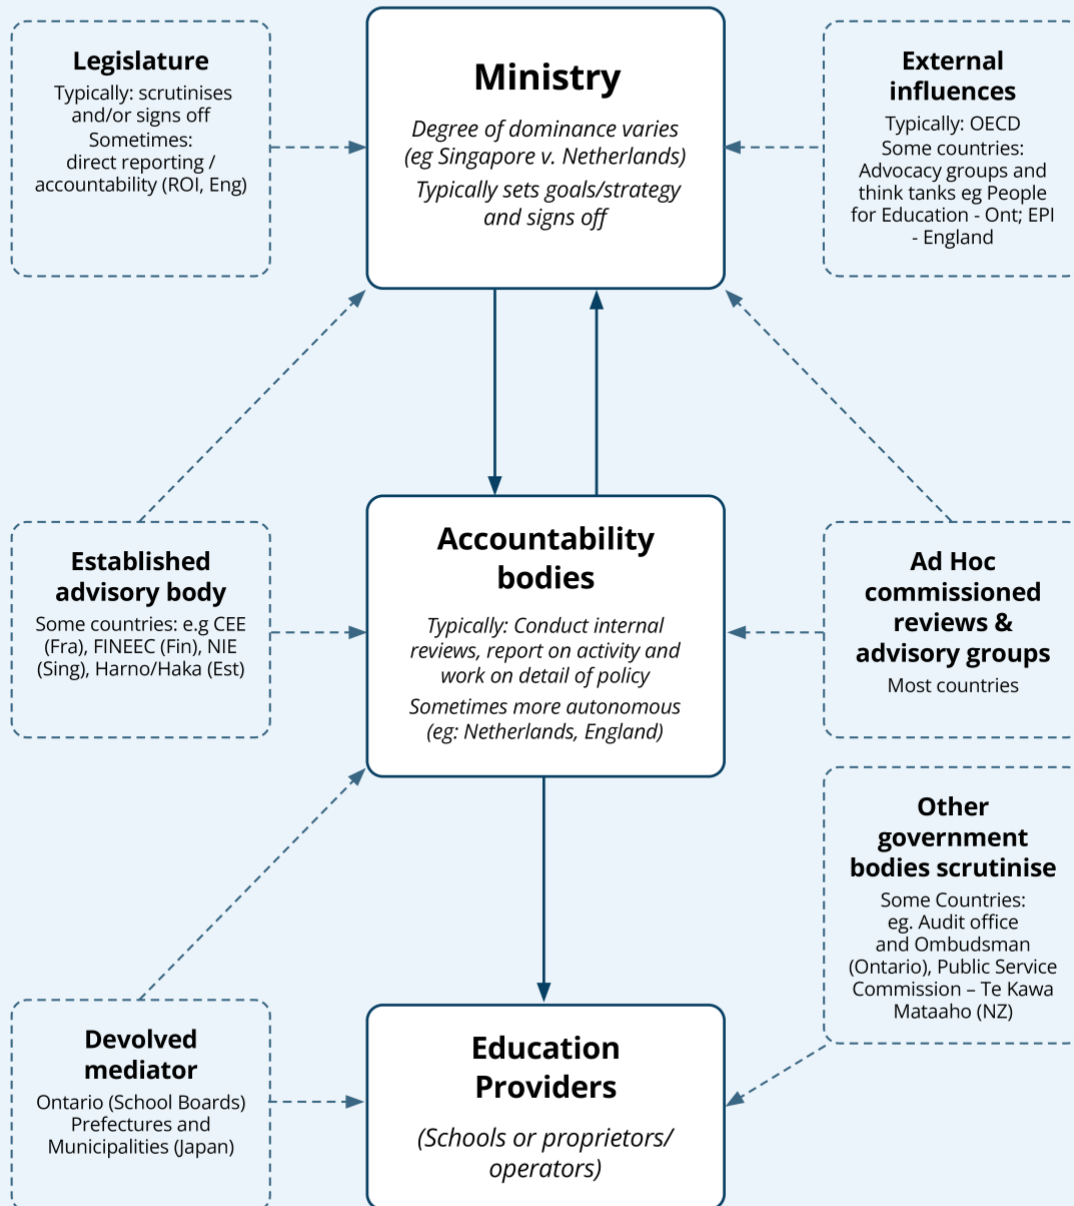 Legislature
Typically: scrutinises
and/or signs off
Sometimes:
direct reporting /
accountability (ROI, Eng)
Ministry
Degree of dominance varies
(eg Singapore v. Netherlands)
Typically sets goals/strategy
and signs off
External
influences
Typically: OECD
Some countries:
Advocacy groups and
think tanks eg People
for Education - Ont; EPI
- England
Established
advisory body
Some countries: e.g CEE
(Fra), FINEEC (Fin), NIE
(Sing), Harno/Haka (Est)
Accountability
bodies
Typically: Conduct internal
reviews, report on activity and
work on detail of policy
Sometimes more autonomous
(eg: Netherlands, England)
Ad Hoc
commissioned
reviews &
advisory groups
Most countries
Other
government
bodies scrutinise
Some Countries:
eg. Audit office
and Ombudsman
(Ontario), Public Service
Commission – Te Kawa
Mataaho (NZ)
Devolved
mediator
Ontario (School Boards)
Prefectures and
Municipalities (Japan)
Education
Providers
(Schools or proprietors/
operators)